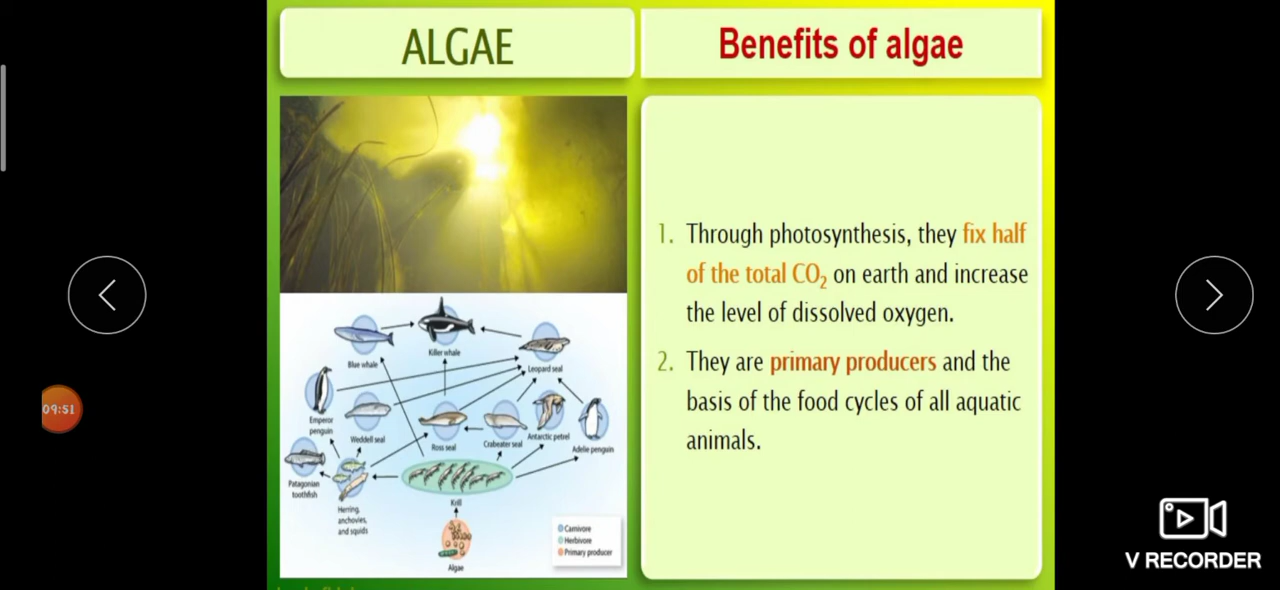 ALGAE
Benefits of algae
1. Through photosynthesis, they fix half
of the total CO₂ on earth and increase
the level of dissolved oxygen.
2. They are primary producers and the
basis of the food cycles of all aquatic
animals.
Blue whale
Killer whale
Leopard seal
Emperor
penguin
Weddell seal
Ross seal
Crabeater seal
Antarctic petrel
Adelie penguin
Patagonian
toothfish
Herring,
anchovies,
and squids
Krill
Algae
Carnivore
Herbivore
Primary producer
09:51
V RECORDER